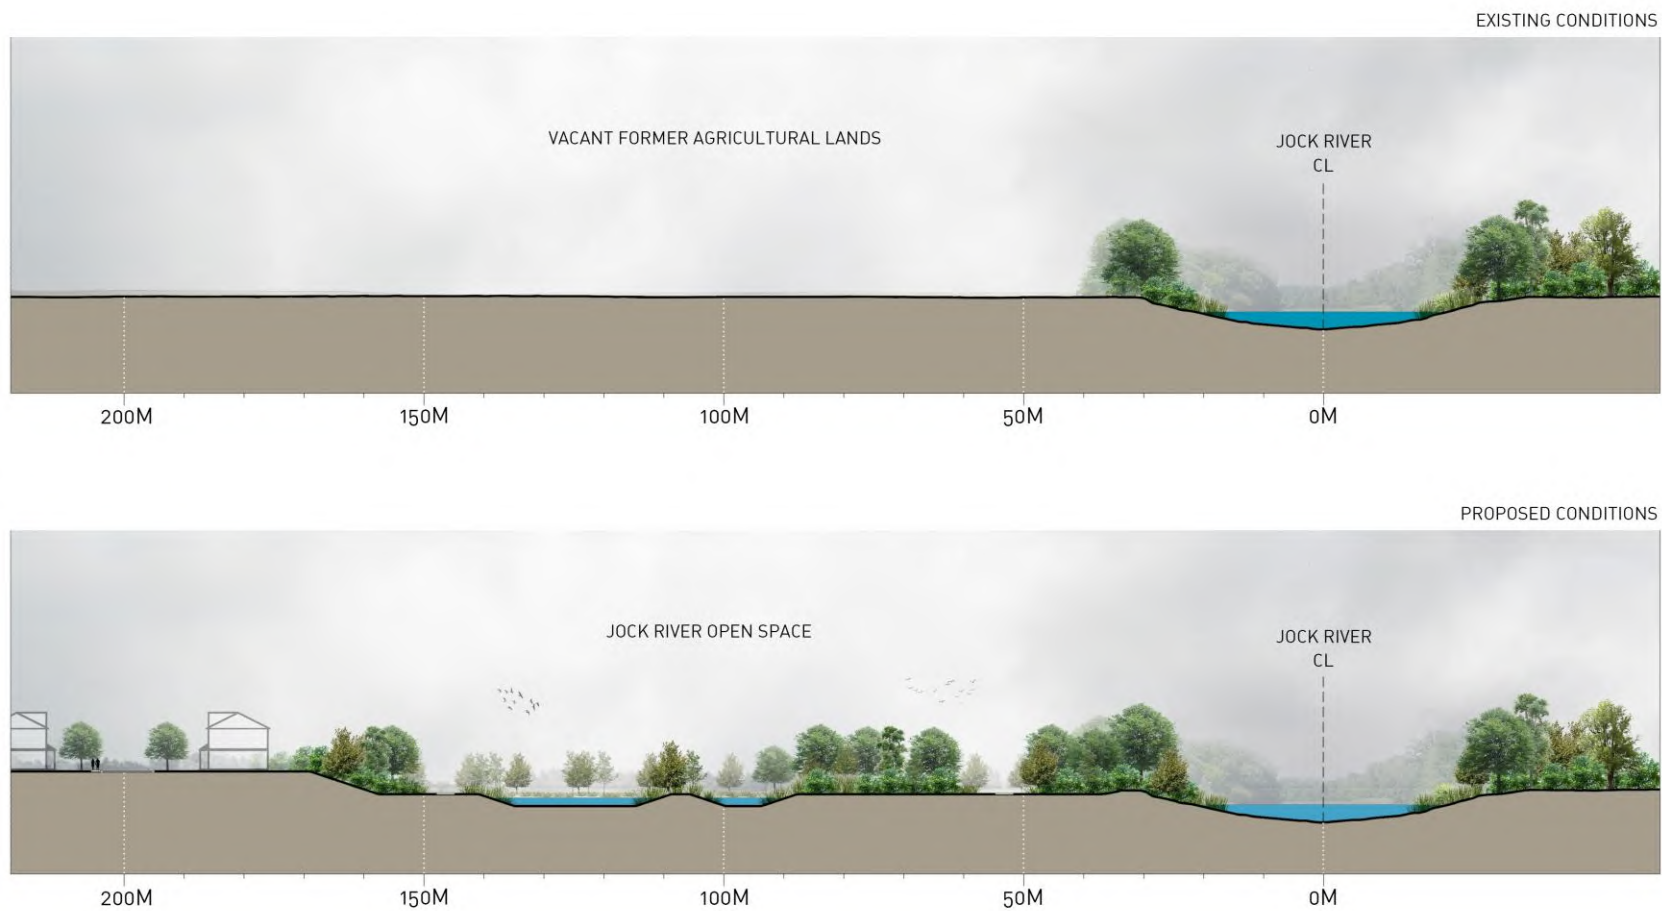 EXISTING CONDITIONS
VACANT FORMER AGRICULTURAL LANDS
JOCK RIVER
CL
200M 150M 100M 50M 0M
PROPOSED CONDITIONS
JOCK RIVER OPEN SPACE
JOCK RIVER
CL
200M 150M 100M 50M 0M